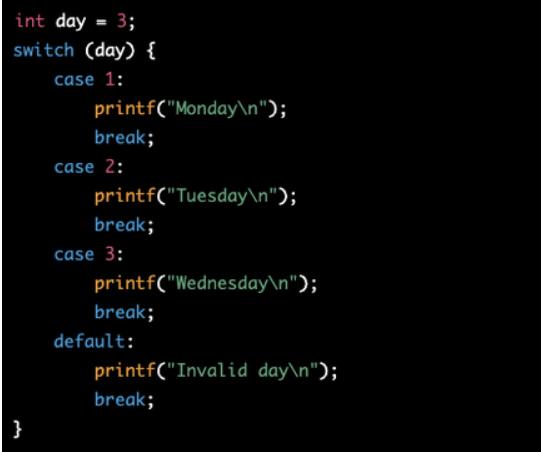 int day = 3;
switch (day) {
    case 1:
        printf("Monday\n");
        break;
    case 2:
        printf("Tuesday\n");
        break;
    case 3:
        printf("Wednesday\n");
        break;
    default:
        printf("Invalid day\n");
        break;
}